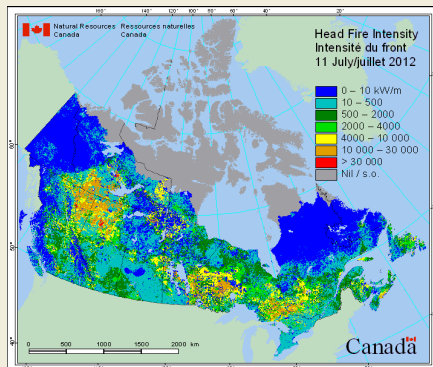 Natural Resources Ressources naturelles
Canada Canada
Head Fire Intensity
Intensité du front
11 July/juillet 2012
0 – 10 kW/m
10 – 500
500 – 2000
2000 – 4000
4000 – 10 000
10 000 – 30 000
> 30 000
Nil / s.o.
0 500 1000 1500 2000 km
Canada